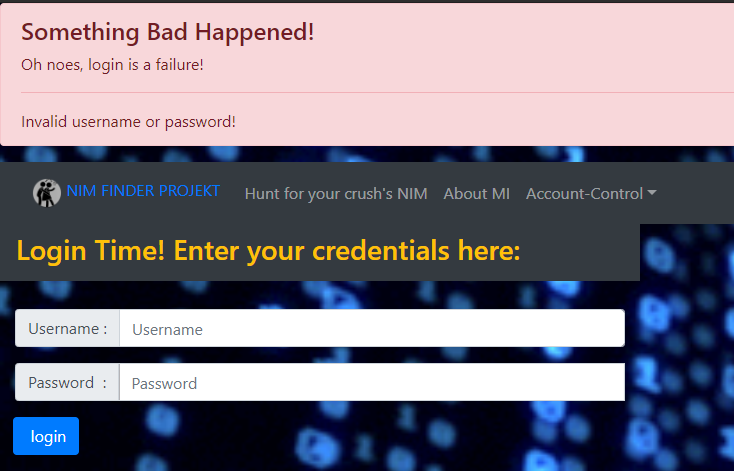 Something Bad Happened!
Oh noes, login is a failure!
Invalid username or password!
NIM FINDER PROJEKT Hunt for your crush's NIM About MI Account-Control
Login Time! Enter your credentials here:
Username : Username
Password : Password
login